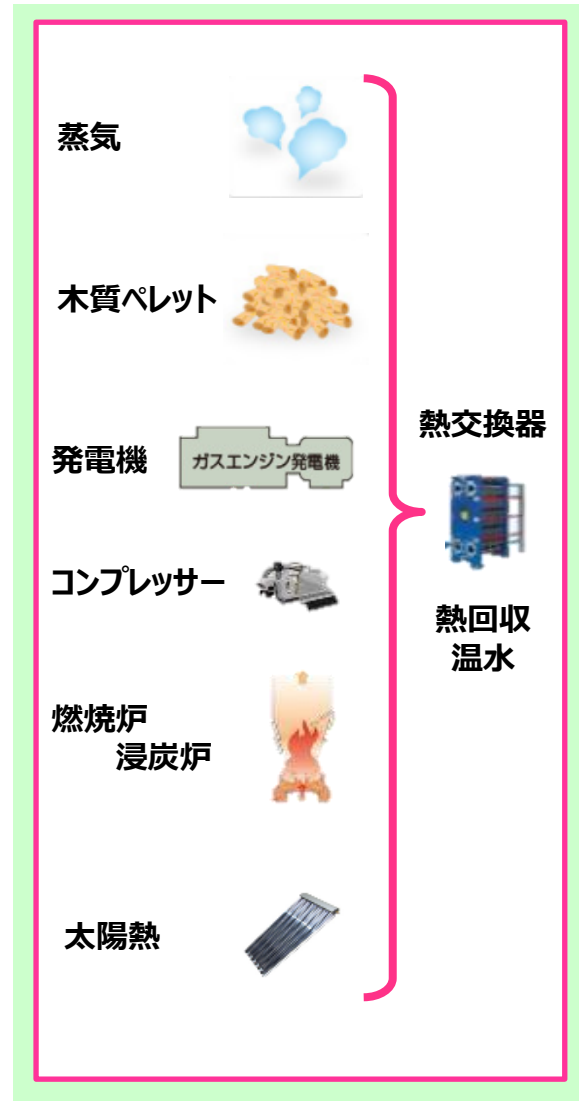 蒸気
木質ペレット
発電機
ガスエンジン発電機
コンプレッサー
燃焼炉
浸炭炉
太陽熱
熱交換器
熱回収
温水